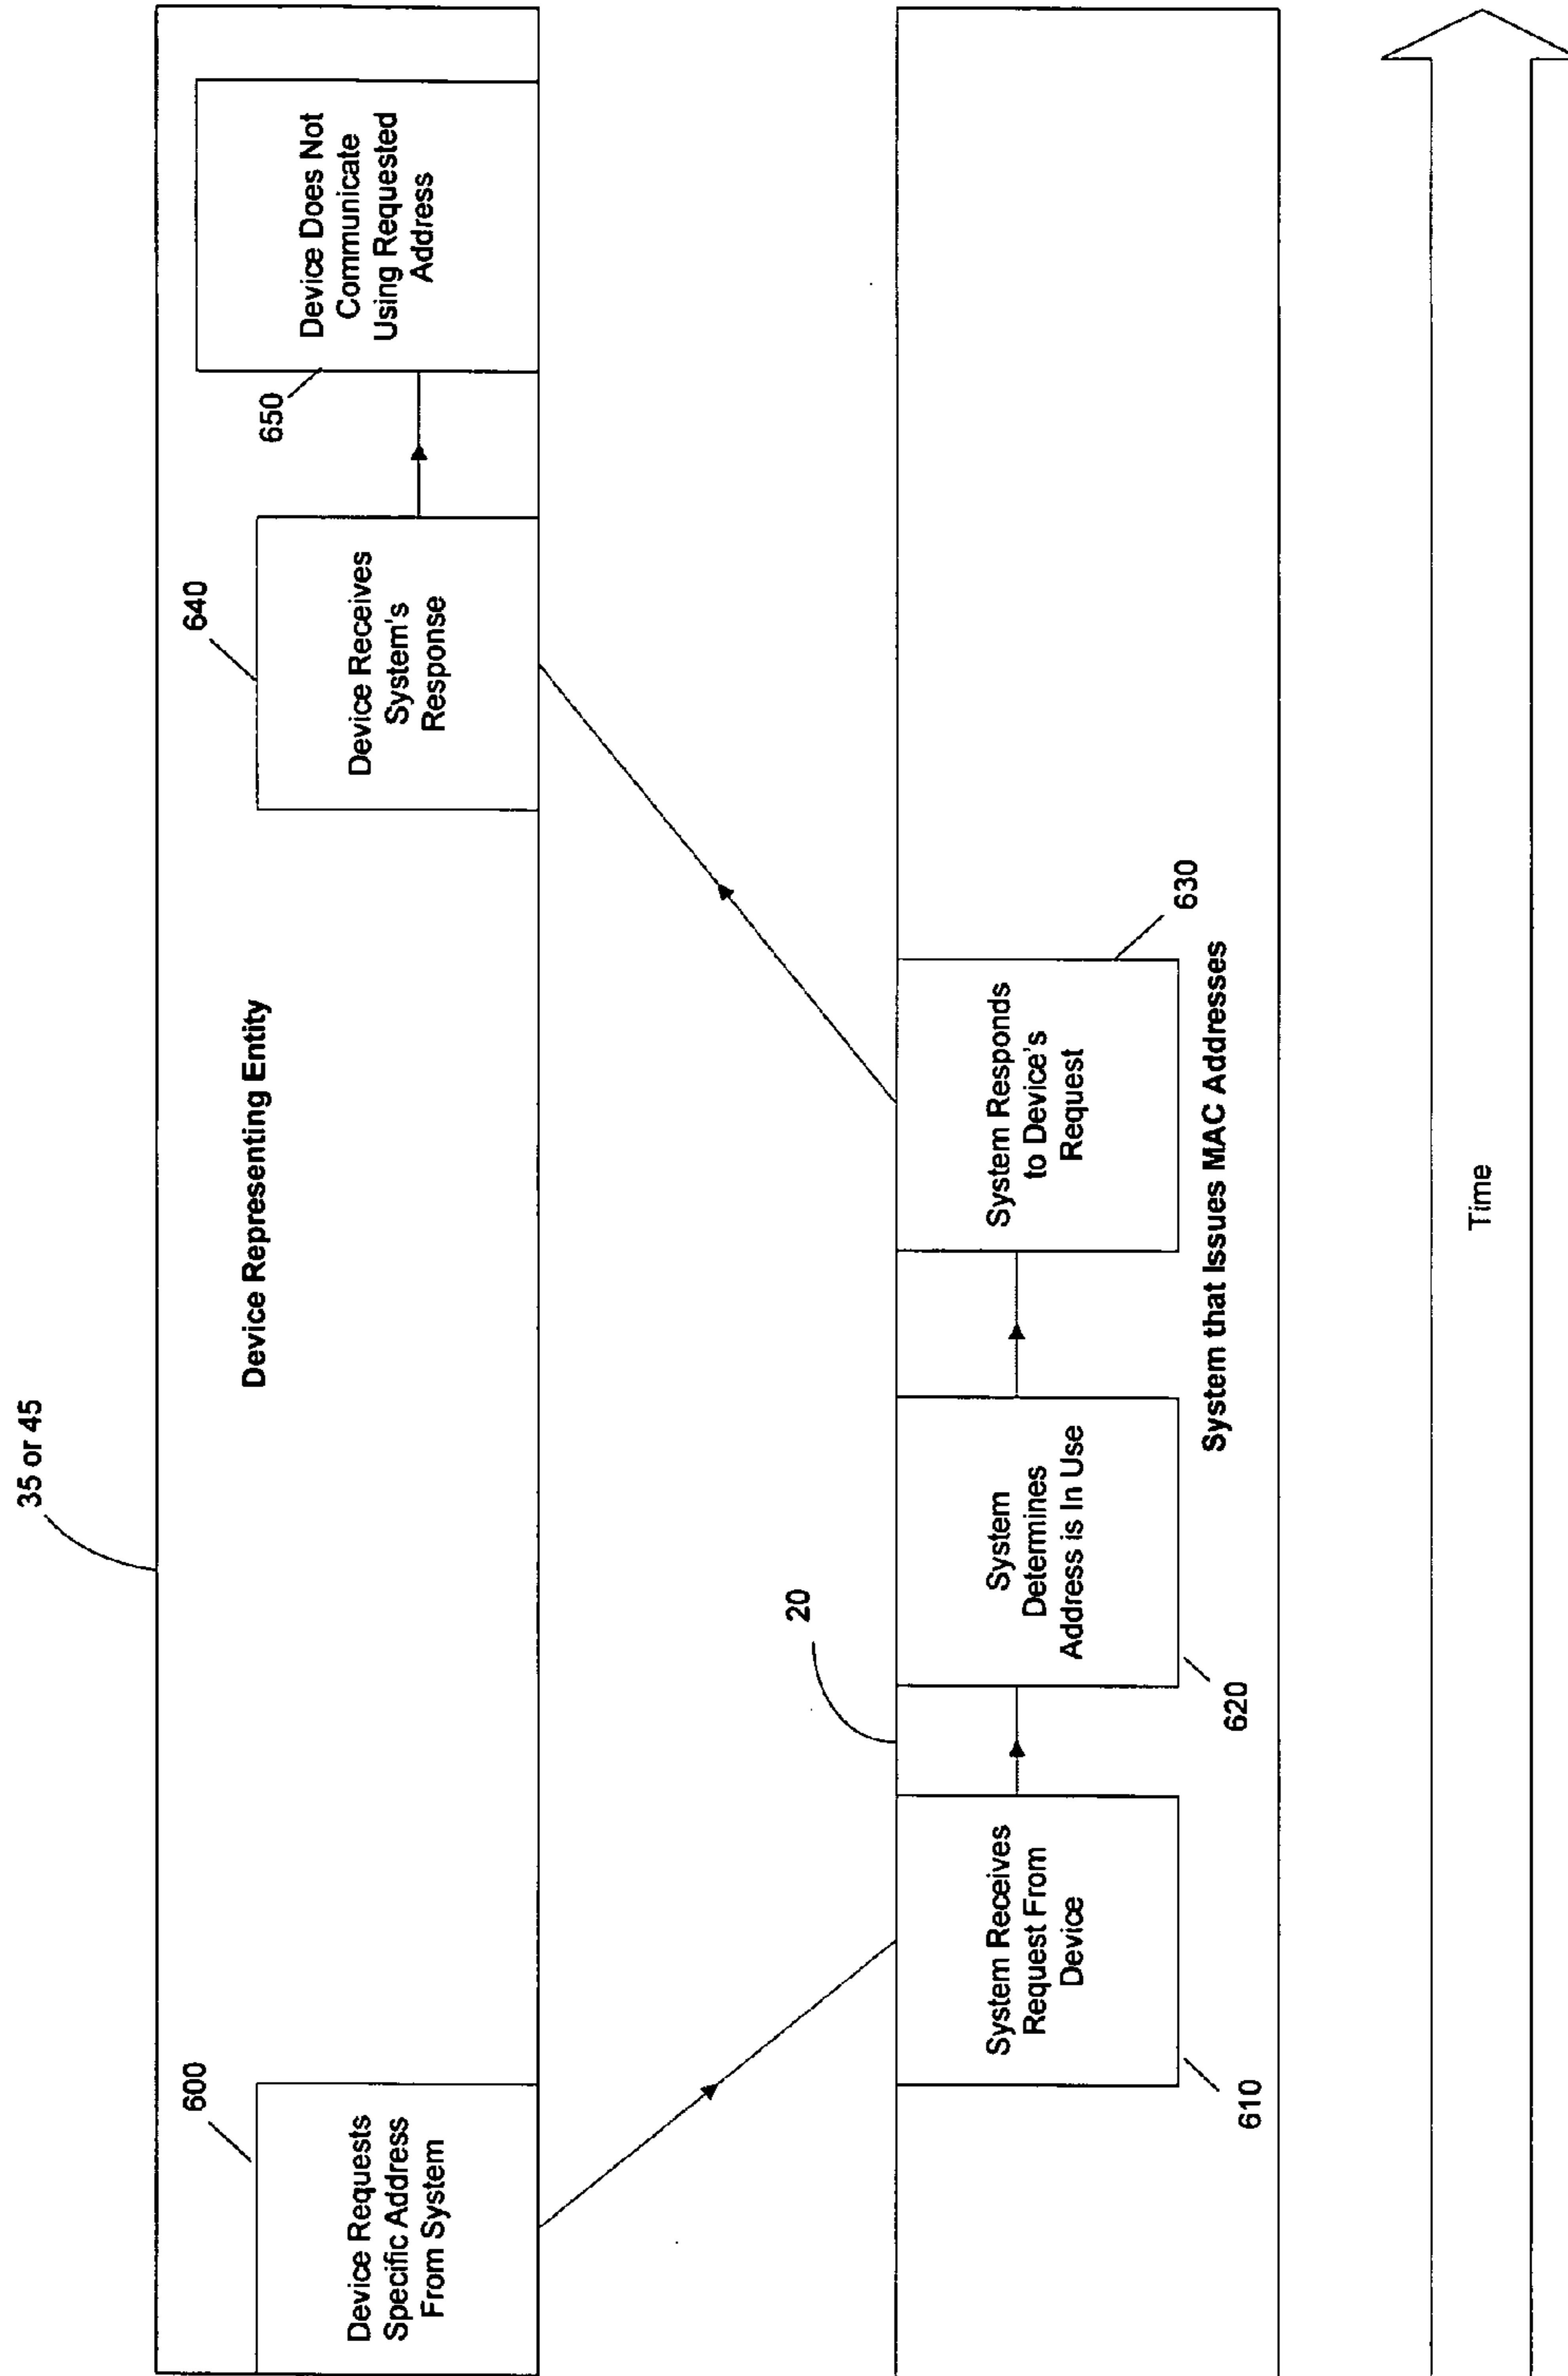 35 or 45
Device Representing Entity
600
Device Requests
Specific Address
From System
640
Device Receives
System's
Response
650
Device Does Not
Communicate
Using Requested
Address
20
System Receives
Request From
Device
610
System
Determines
Address is In Use
620
System Responds
to Device's
Request
630
System that Issues MAC Addresses
Time